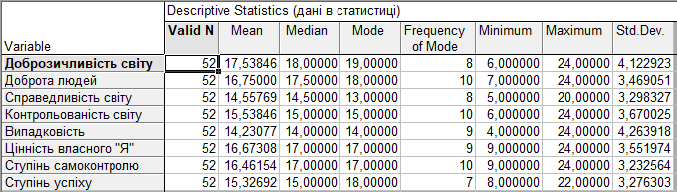 Descriptive Statistics (дані в статистиці)
Variable Valid N Mean Median Mode Frequency of Mode Minimum Maximum Std.Dev.
Доброзичливість світу 52 17,53846 18,00000 19,00000 8 6,000000 24,00000 4,122923
Доброта людей 52 16,75000 17,50000 18,00000 10 7,000000 24,00000 3,469051
Справедливість світу 52 14,55769 14,50000 13,00000 8 5,000000 20,00000 3,298327
Контрольованість світу 52 15,53846 15,00000 15,00000 10 6,000000 24,00000 3,670025
Випадковість 52 14,23077 14,00000 14,00000 9 4,000000 24,00000 4,263918
Цінність власного "Я" 52 16,67308 17,00000 17,00000 9 9,000000 24,00000 3,551974
Ступінь самоконтролю 52 16,46154 17,00000 17,00000 10 9,000000 24,00000 3,232564
Ступінь успіху 52 15,32692 15,00000 18,00000 7 8,000000 22,00000 3,276303